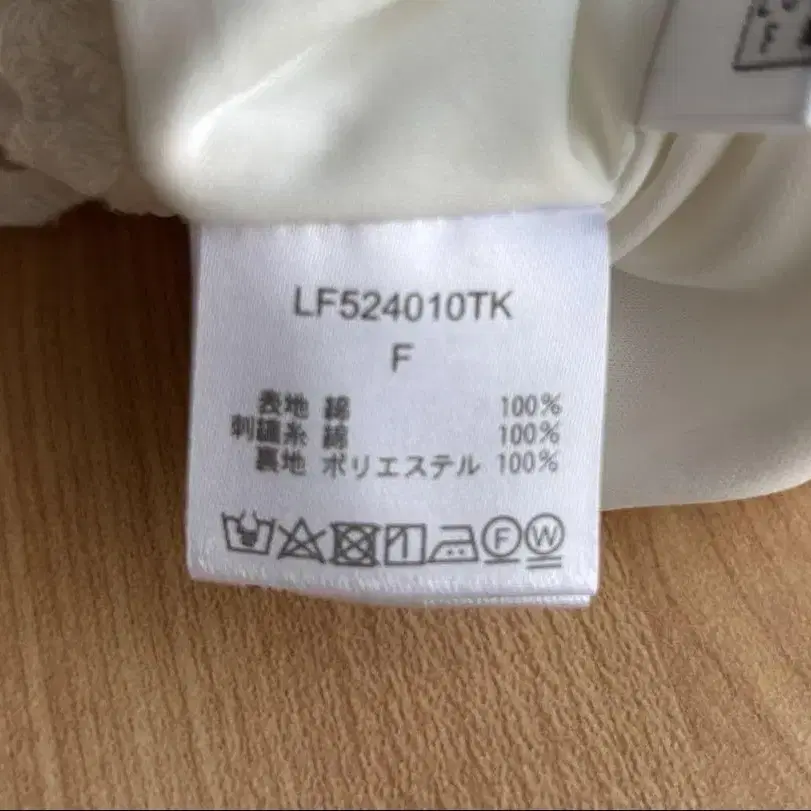 LF524010TK
F
表地 綿 100%
刺繍糸 綿 100%
裏地 ポリエステル 100%
F W